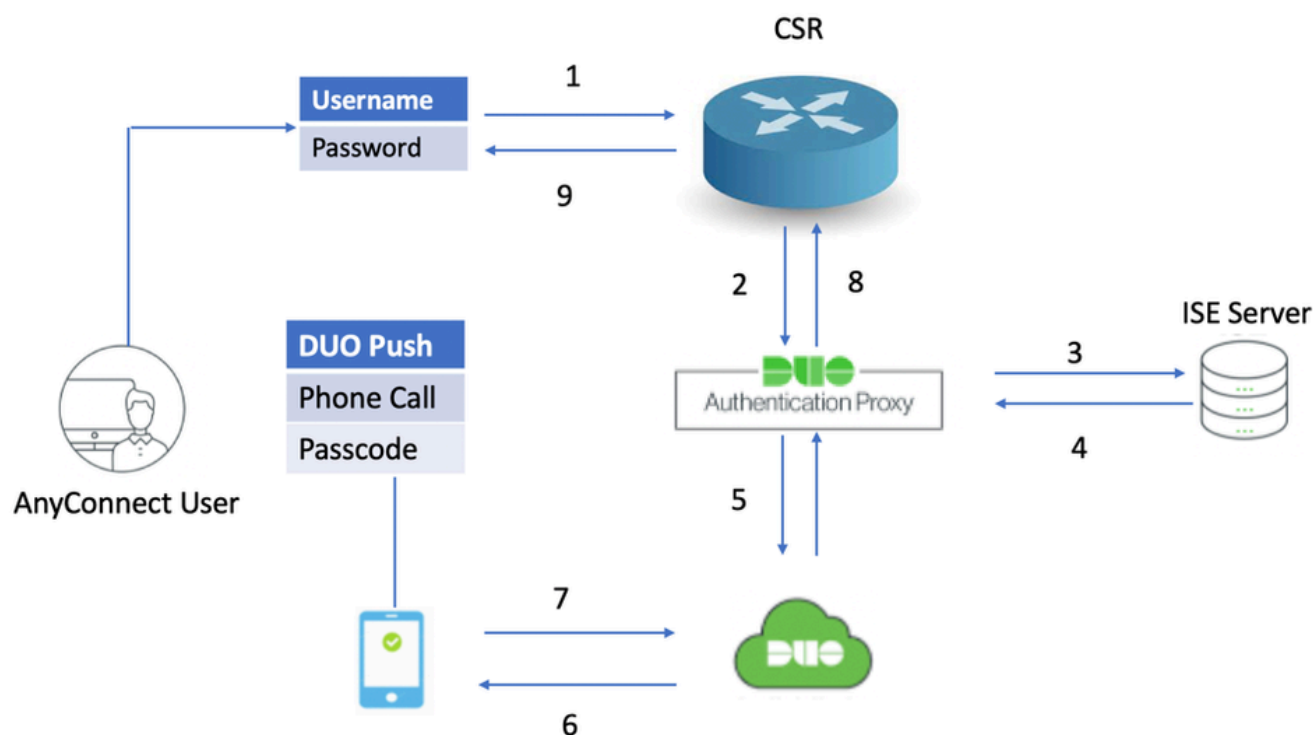 CSR
1
Username
Password
9
2
8
ISE Server
DUO Push
3
DUO
Phone Call
Authentication Proxy
Passcode
4
AnyConnect User
5
7
DUO
6